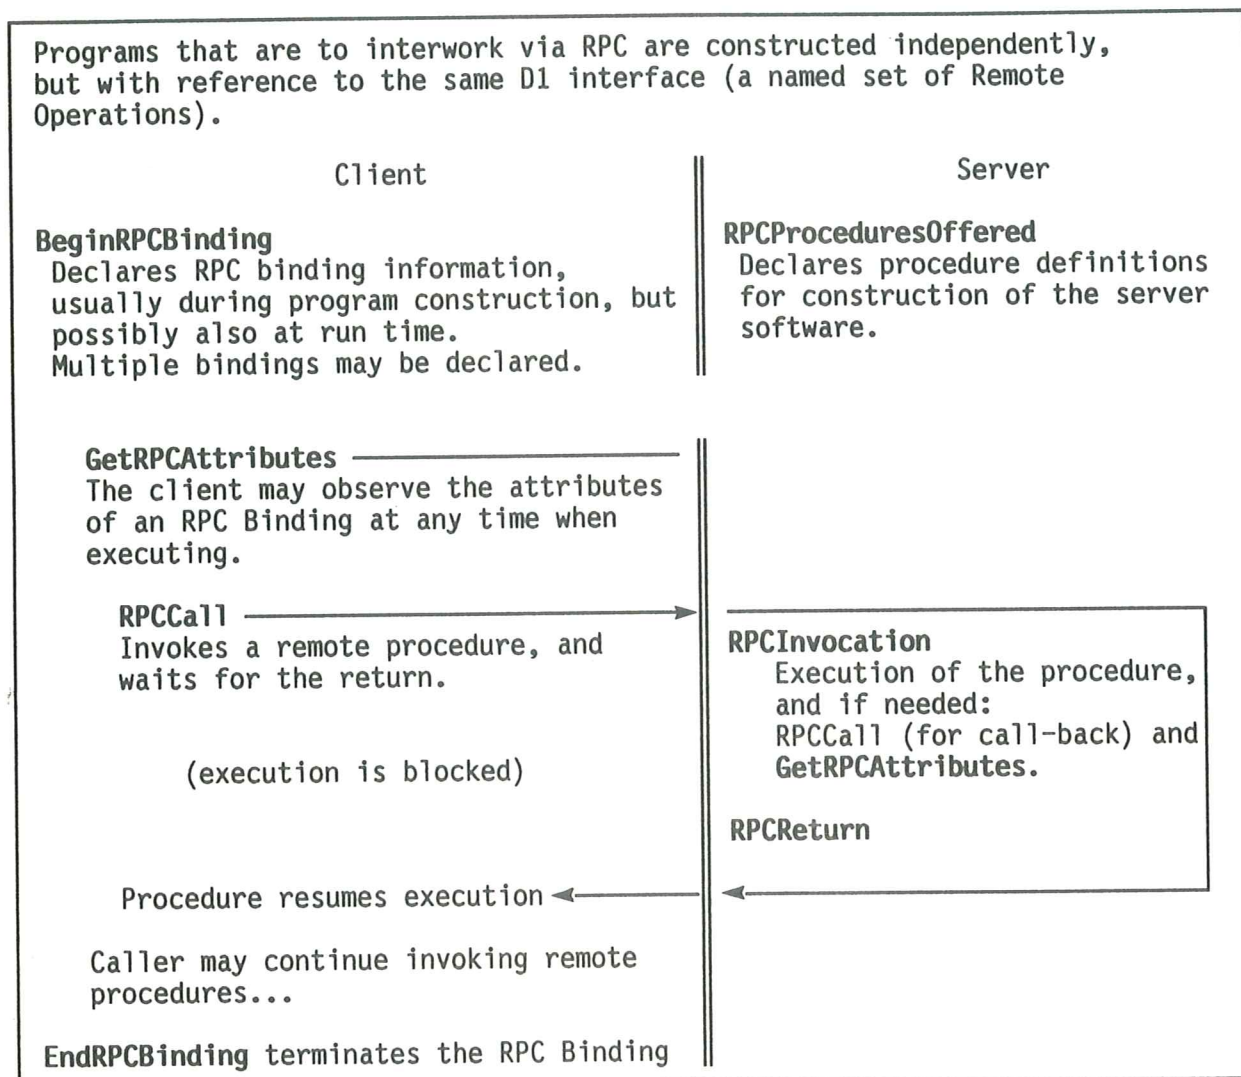 Programs that are to interwork via RPC are constructed independently,
but with reference to the same D1 interface (a named set of Remote
Operations).
Client
Server
BeginRPCBinding
Declares RPC binding information,
usually during program construction, but
possibly also at run time.
Multiple bindings may be declared.
RPCProceduresOffered
Declares procedure definitions
for construction of the server
software.
GetRPCAttributes
The client may observe the attributes
of an RPC Binding at any time when
executing.
RPCCall
Invokes a remote procedure, and
waits for the return.
(execution is blocked)
RPCInvocation
Execution of the procedure,
and if needed:
RPCCall (for call-back) and
GetRPCAttributes.
RPCReturn
Procedure resumes execution
Caller may continue invoking remote
procedures...
EndRPCBinding terminates the RPC Binding